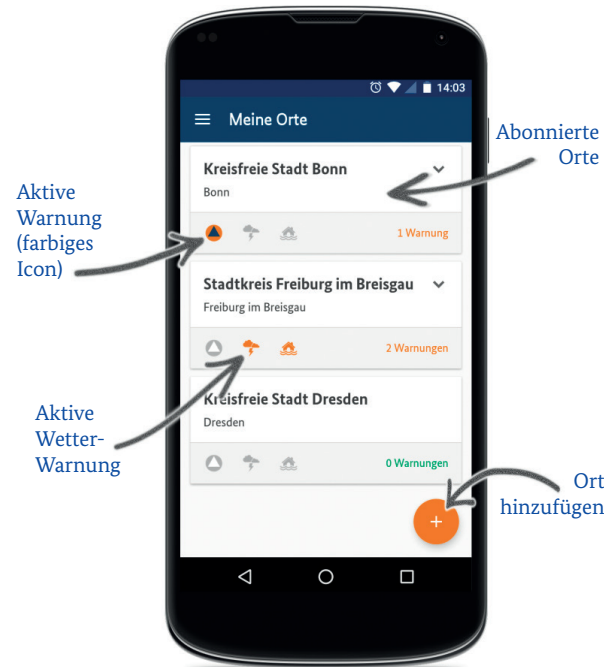 14:03
Meine Orte
Abonnierte
Orte
Kreisfreie Stadt Bonn
Bonn
1 Warnung
Aktive
Warnung
(farbiges
Icon)
Stadtkreis Freiburg im Breisgau
Freiburg im Breisgau
2 Warnungen
Aktive
Wetter-
Warnung
Kreisfreie Stadt Dresden
Dresden
0 Warnungen
Ort
hinzufügen
+